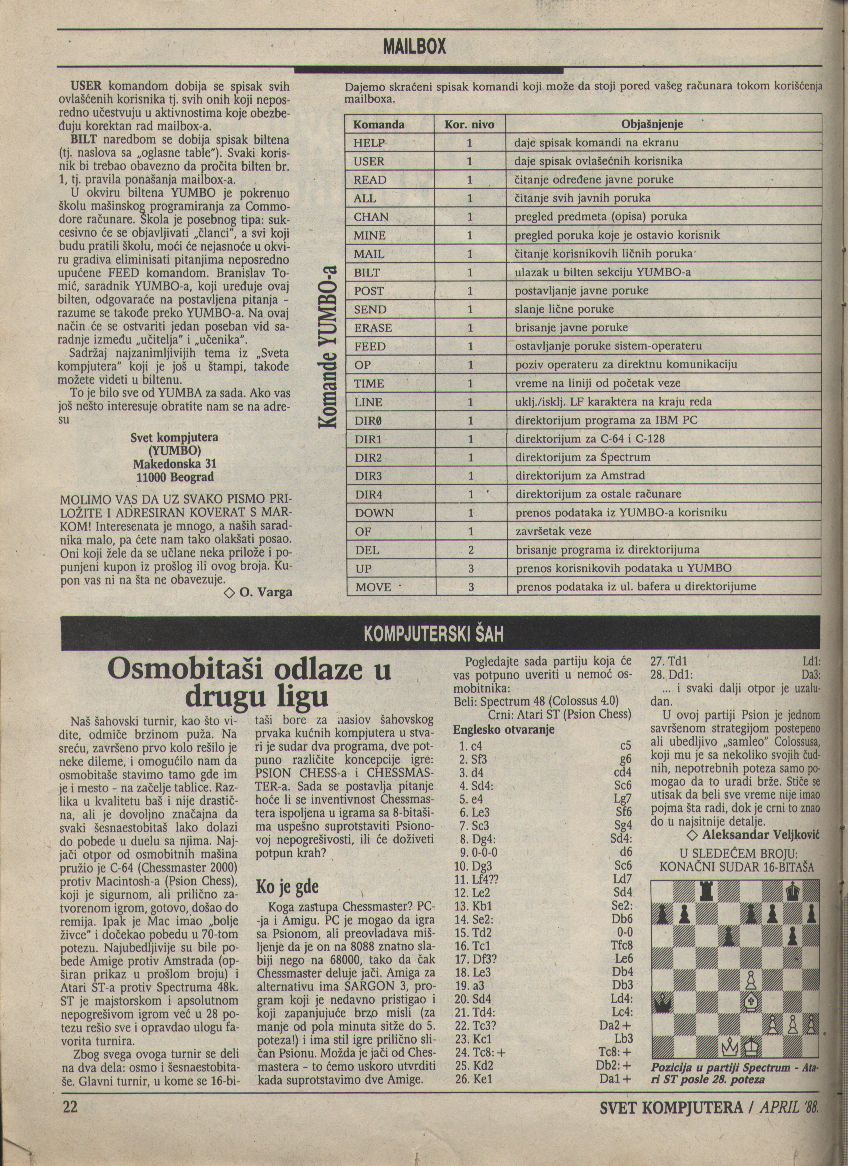 MAILBOX
USER komandom dobija se spisak svih
ovlašćenih korisnika tj. svih onih koji nepos-
redno učestvuju u aktivnostima koje obezbe-
đuju korektan rad mailbox-a.
BILT naredbom se dobija spisak biltena
(tj. naslova sa „oglasne table"). Svaki koris-
nik bi trebao obavezno da pročita bilten br.
1, tj. pravila ponašanja mailbox-a.
U okviru biltena YUMBO je pokrenuo
školu mašinskog programiranja za Commo-
dore računare. Škola je posebnog tipa: suk-
cesivno će se objavljivati „članci", a svi koji
budu pratili školu, moći će nejasnoće u okvi-
ru gradiva eliminisati pitanjima neposredno
upućene FEED komandom. Branislav To-
mić, saradnik YUMBO-a, koji uređuje ovaj
bilten, odgovaraće na postavljena pitanja -
razume se takođe preko YUMBO-a. Na ovaj
način će se ostvariti jedan poseban vid sa-
radnje između „učitelja" i „učenika".
Sadržaj najzanimljivijih tema iz „Sveta
kompjutera" koji je još u štampi, takođe
možete videti u biltenu.
To je bilo sve od YUMBA za sada. Ako vas
još nešto interesuje obratite nam se na adre-
su
Svet kompjutera
(YUMBO)
Makedonska 31
11000 Beograd
MOLIMO VAS DA UZ SVAKO PISMO PRI-
LOŽITE I ADRESIRAN KOVERAT S MAR-
KOM! Interesenata je mnogo, a naših sarad-
nika malo, pa ćete nam tako olakšati posao.
Oni koji žele da se učlane neka prilože i po-
punjeni kupon iz prošlog ili ovog broja. Ku-
pon vas ni na šta ne obavezuje.
◇ O. Varga
Dajemo skraćeni spisak komandi koji može da stoji pored vašeg računara tokom korišćenja
mailboxa.
Komande YUMBO-a
Komanda Kor. nivo Objašnjenje
HELP 1 daje spisak komandi na ekranu
USER 1 daje spisak ovlašećnih korisnika
READ 1 čitanje određene javne poruke
ALL 1 čitanje svih javnih poruka
CHAN 1 pregled predmeta (opisa) poruka
MINE 1 pregled poruka koje je ostavio korisnik
MAIL 1 čitanje korisnikovih ličnih poruka
BILT 1 ulazak u bilten sekciju YUMBO-a
POST 1 postavljanje javne poruke
SEND 1 slanje lične poruke
ERASE 1 brisanje javne poruke
FEED 1 ostavljanje poruke sistem-operateru
OP 1 poziv operateru za direktnu komunikaciju
TIME 1 vreme na liniji od početak veze
LINE 1 uklj./isklj. LF karaktera na kraju reda
DIR0 1 direktorijum programa za IBM PC
DIR1 1 direktorijum za C-64 i C-128
DIR2 1 direktorijum za Spectrum
DIR3 1 direktorijum za Amstrad
DIR4 1 direktorijum za ostale računare
DOWN 1 prenos podataka iz YUMBO-a korisniku
OF 1 završetak veze
DEL 2 brisanje programa iz direktorijuma
UP 3 prenos korisnikovih podataka u YUMBO
MOVE 3 prenos podataka iz ul. bafera u direktorijume
KOMPJUTERSKI ŠAH
Osmobitaši odlaze u
drugu ligu
Naš šahovski turnir, kao što vi-
dite, odmiče brzinom puža. Na
sreću, završeno prvo kolo rešilo je
neke dileme, i omogućilo nam da
osmobitaše stavimo tamo gde im
je i mesto - na začelje tablice. Raz-
lika u kvalitetu baš i nije drastič-
na, ali je dovoljno značajna da
svaki šesnaestobitaš lako dolazi
do pobede u duelu sa njima. Naj-
jači otpor od osmobitnih mašina
pružio je C-64 (Chessmaster 2000)
protiv Macintosh-a (Psion Chess),
koji je sigurnom, ali prilično za-
tvorenom igrom, gotovo, došao do
remija. Ipak je Mac imao „bolje
živce" i dočekao pobedu u 70-tom
potezu. Najubedljivije su bile po-
bede Amige protiv Amstrada (op-
širan prikaz u prošlom broju) i
Atari ST-a protiv Spectruma 48k.
ST je majstorskom i apsolutnom
nepogrešivom igrom već u 28 po-
tezu rešio sve i opravdao ulogu fa-
vorita turnira.
Zbog svega ovoga turnir se deli
na dva dela: osmo i šesnaestobita-
še. Glavni turnir, u kome se 16-bi-
taši bore za naslov šahovskog
prvaka kućnih kompjutera u stva-
ri je sudar dva programa, dve pot-
puno različite koncepcije igre:
PSION CHESS-a i CHESSMAS-
TER-a. Sada se postavlja pitanje
hoće li se inventivnost Chessmas-
tera ispoljena u igrama sa 8-bitaši-
ma uspešno suprotstaviti Psiono-
voj nepogrešivosti, ili će doživeti
potpun krah?
Ko je gde
Koga zastupa Chessmaster? PC-
-ja i Amigu. PC je mogao da igra
sa Psionom, ali preovladava miš-
ljenje da je on na 8088 znatno sla-
biji nego na 68000, tako da čak
Chessmaster deluje jači. Amiga za
alternativu ima SARGON 3, pro-
gram koji je nedavno pristigao i
koji zapanjujuće brzo misli (za
manje od pola minuta sitže do 5.
poteza!) i ima stil igre prilično sli-
čan Psionu. Možda je jači od Ches-
mastera - to ćemo uskoro utvrditi
kada suprotstavimo dve Amige.
Pogledajte sada partiju koja će
vas potpuno uveriti u nemoć os-
mobitnika:
Beli: Spectrum 48 (Colossus 4.0)
Crni: Atari ST (Psion Chess)
Englesko otvaranje
1. c4 c5
2. Sf3 g6
3. d4 cd4
4. Sd4: Sc6
5. e4 Lg7
6. Le3 Sf6
7. Sc3 Sg4
8. Dg4: Sd4:
9. 0-0-0 d6
10. Dg3 Sc6
11. Lf4?? Ld7
12. Le2 Sd4
13. Kb1 Se2:
14. Se2: Db6
15. Td2 0-0
16. Tc1 Tfc8
17. Df3? Le6
18. Le3 Db4
19. a3 Db3
20. Sd4 Ld4:
21. Td4: Lc4:
22. Tc3? Da2+
23. Kc1 Lb3
24. Tc8:+ Tc8:+
25. Kd2 Db2:+
26. Ke1 Da1+
27. Td1 Ld1:
28. Dd1: Da3:
... i svaki dalji otpor je uzalu-
dan.
U ovoj partiji Psion je jednom
savršenom strategijom postepeno
ali ubedljivo „samleo" Colossusa,
koji mu je sa nekoliko svojih čud-
nih, nepotrebnih poteza samo po-
mogao da to uradi brže. Stiče se
utisak da beli sve vreme nije imao
pojma šta radi, dok je crni to znao
do u najsitnije detalje.
◇ Aleksandar Veljković
U SLEDEĆEM BROJU:
KONAČNI SUDAR 16-BITAŠA
Pozicija u partiji Spectrum - Ata-
ri ST posle 28. poteza
22
SVET KOMPJUTERA / APRIL '88.